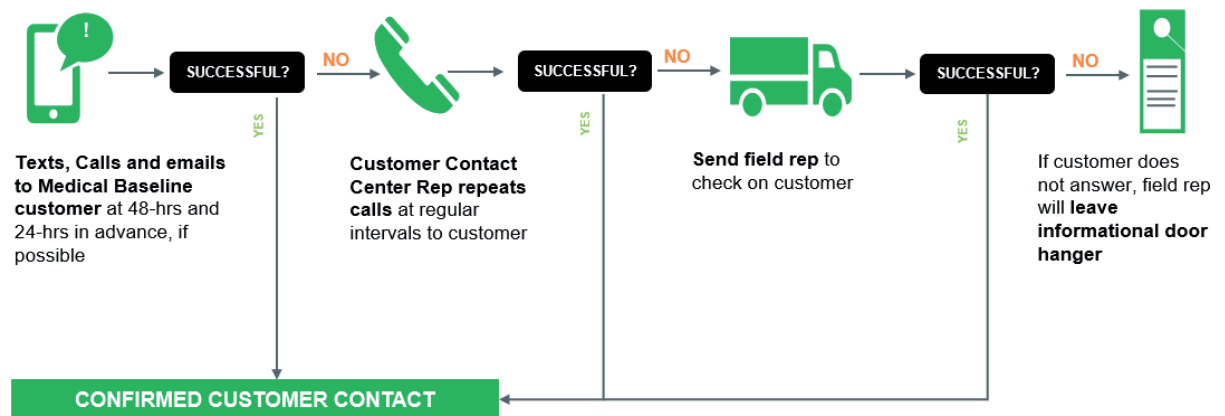 !
SUCCESSFUL?
NO
SUCCESSFUL?
NO
SUCCESSFUL?
NO
YES
YES
YES
Texts, Calls and emails
to Medical Baseline
customer at 48-hrs and
24-hrs in advance, if
possible
Customer Contact
Center Rep repeats
calls at regular
intervals to customer
Send field rep to
check on customer
If customer does
not answer, field rep
will leave
informational door
hanger
CONFIRMED CUSTOMER CONTACT